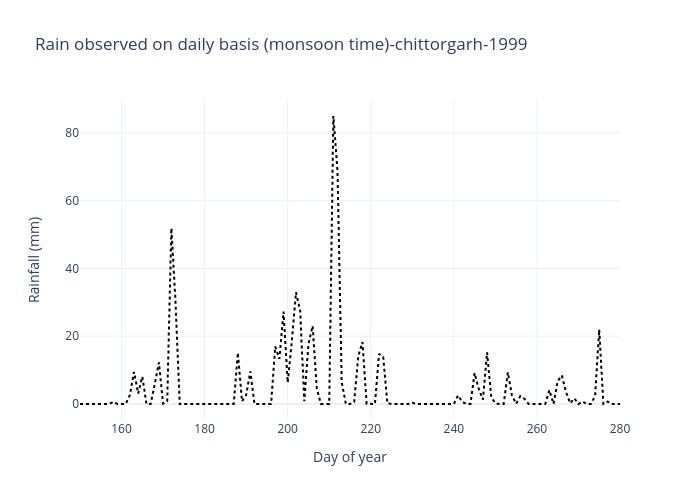 Rain observed on daily basis (monsoon time)-chittorgarh-1999
80
60
40
20
0
Rainfall (mm)
160 180 200 220 240 260 280
Day of year